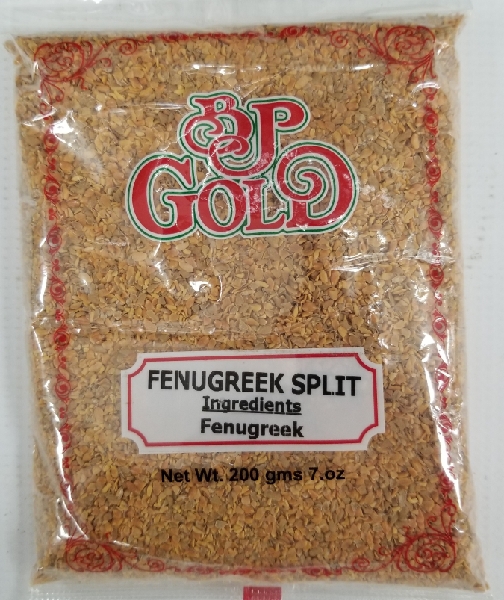 BP
GOLD
FENUGREEK SPLIT
Ingredients
Fenugreek
Net Wt. 200 gms 7.oz